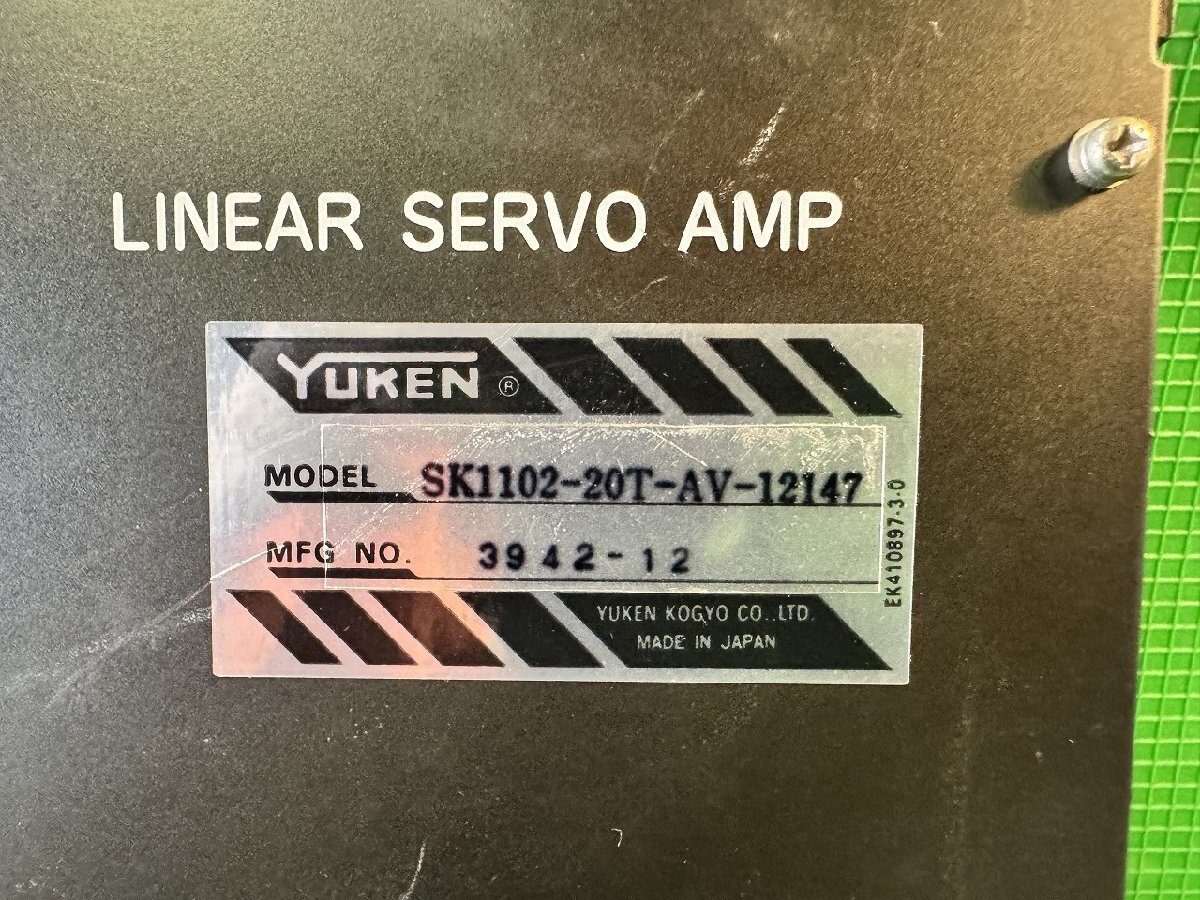 LINEAR SERVO AMP
YUKEN ®
MODEL SK1102-20T-AV-12147
MFG NO. 3942-12
EK410897-3-0
YUKEN KOGYO CO.,LTD.
MADE IN JAPAN